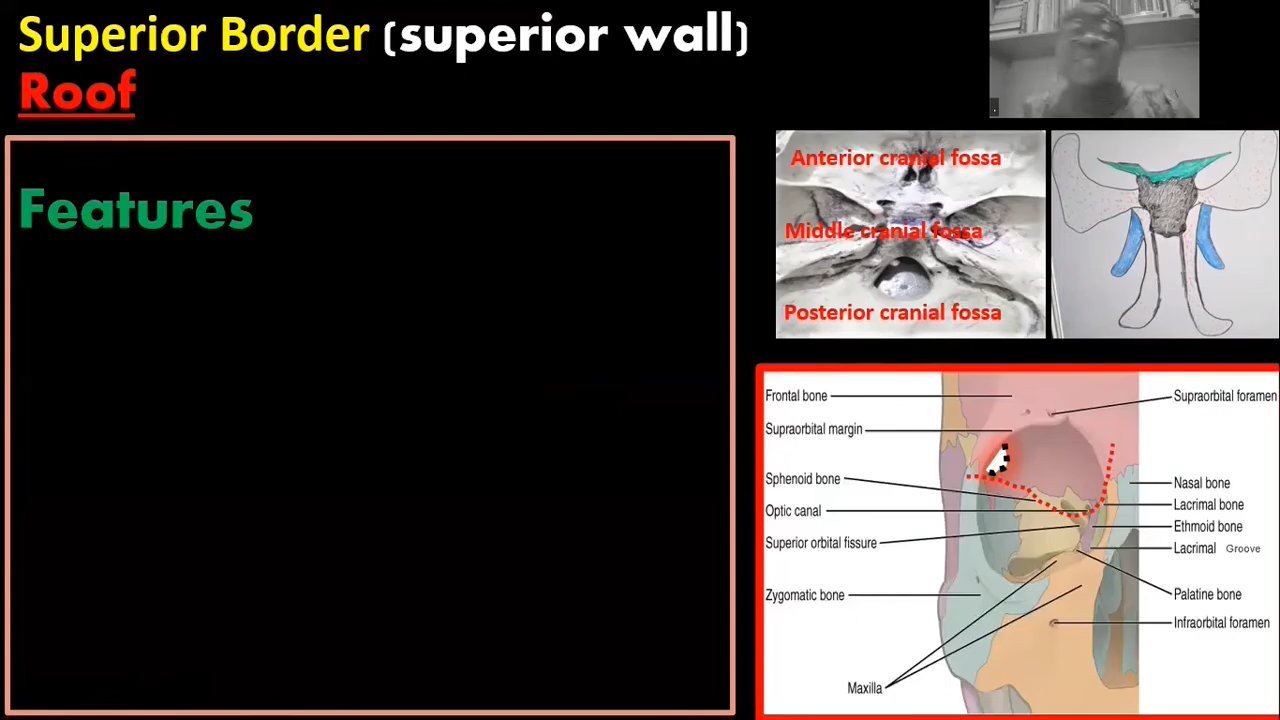 Superior Border (superior wall)
Roof
Features
Anterior cranial fossa
Middle cranial fossa
Posterior cranial fossa
Frontal bone
Supraorbital margin
Sphenoid bone
Optic canal
Superior orbital fissure
Zygomatic bone
Maxilla
Supraorbital foramen
Nasal bone
Lacrimal bone
Ethmoid bone
Lacrimal Groove
Palatine bone
Infraorbital foramen